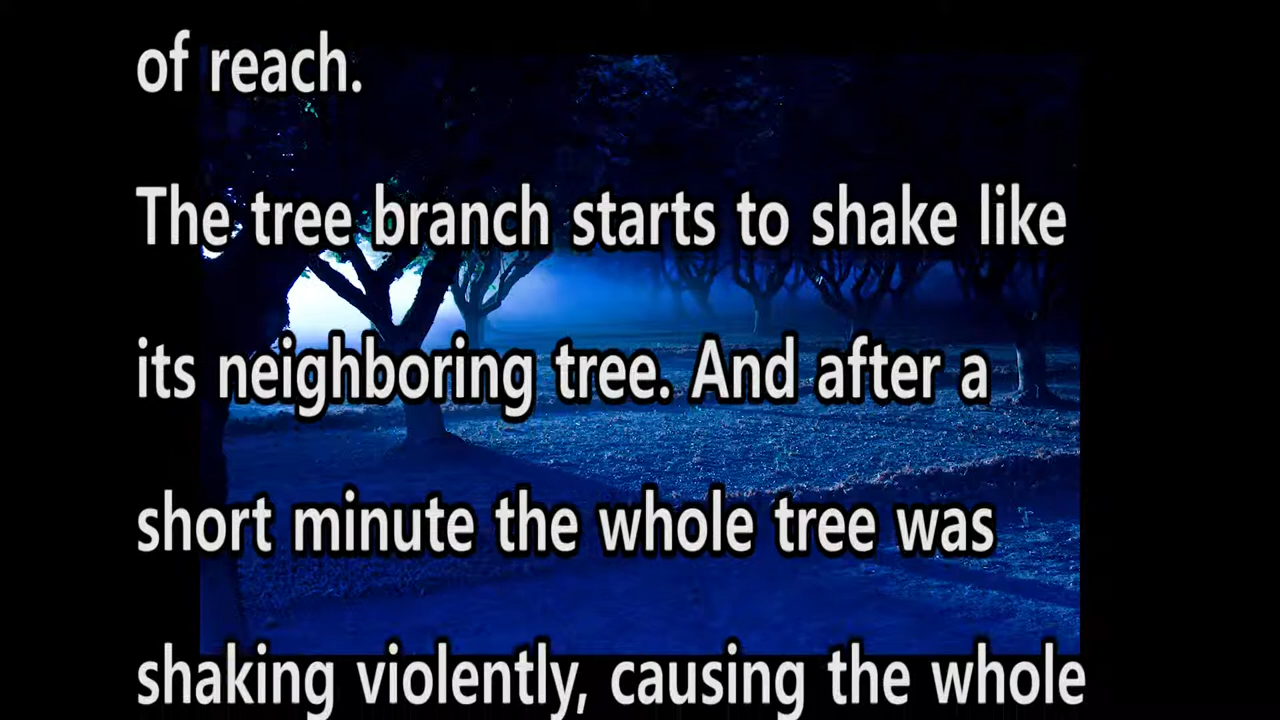 of reach.
The tree branch starts to shake like
its neighboring tree. And after a
short minute the whole tree was
shaking violently, causing the whole